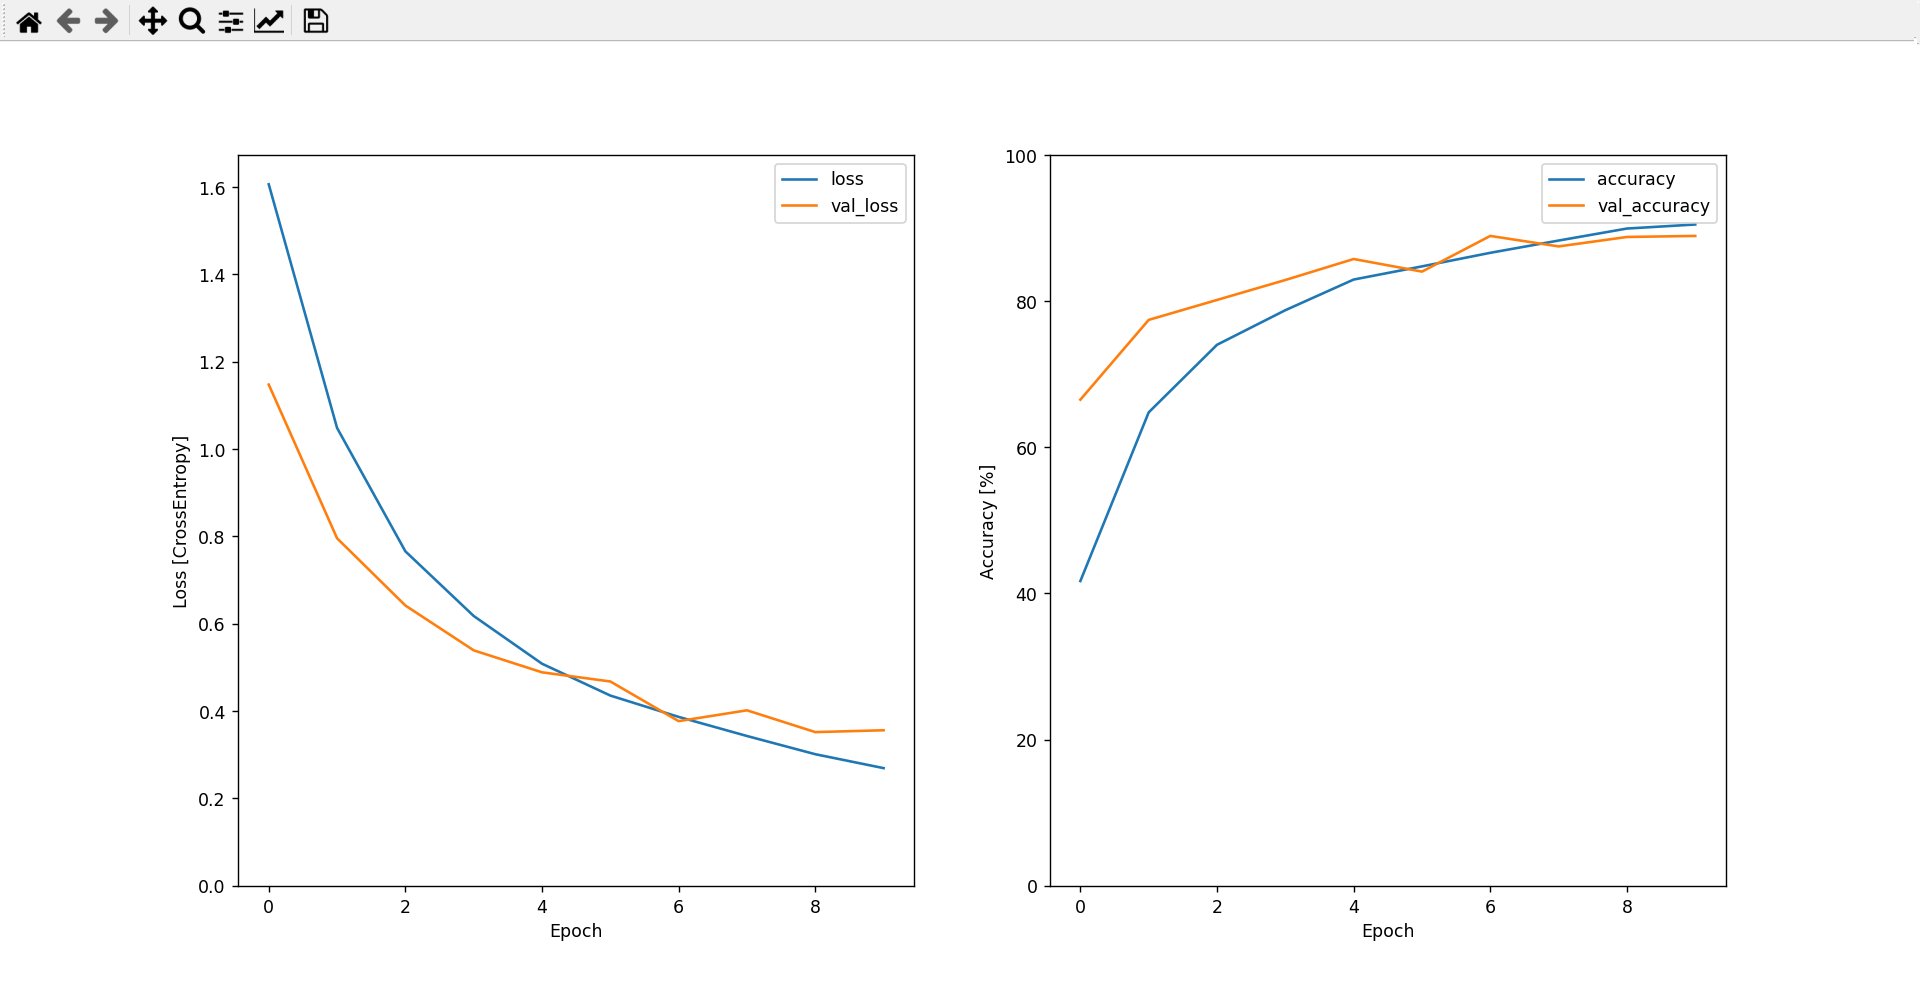 loss
val_loss
1.6
1.4
1.2
1.0
0.8
0.6
0.4
0.2
0.0
Loss [CrossEntropy]
0 2 4 6 8
Epoch
accuracy
val_accuracy
100
80
60
40
20
0
Accuracy [%]
0 2 4 6 8
Epoch